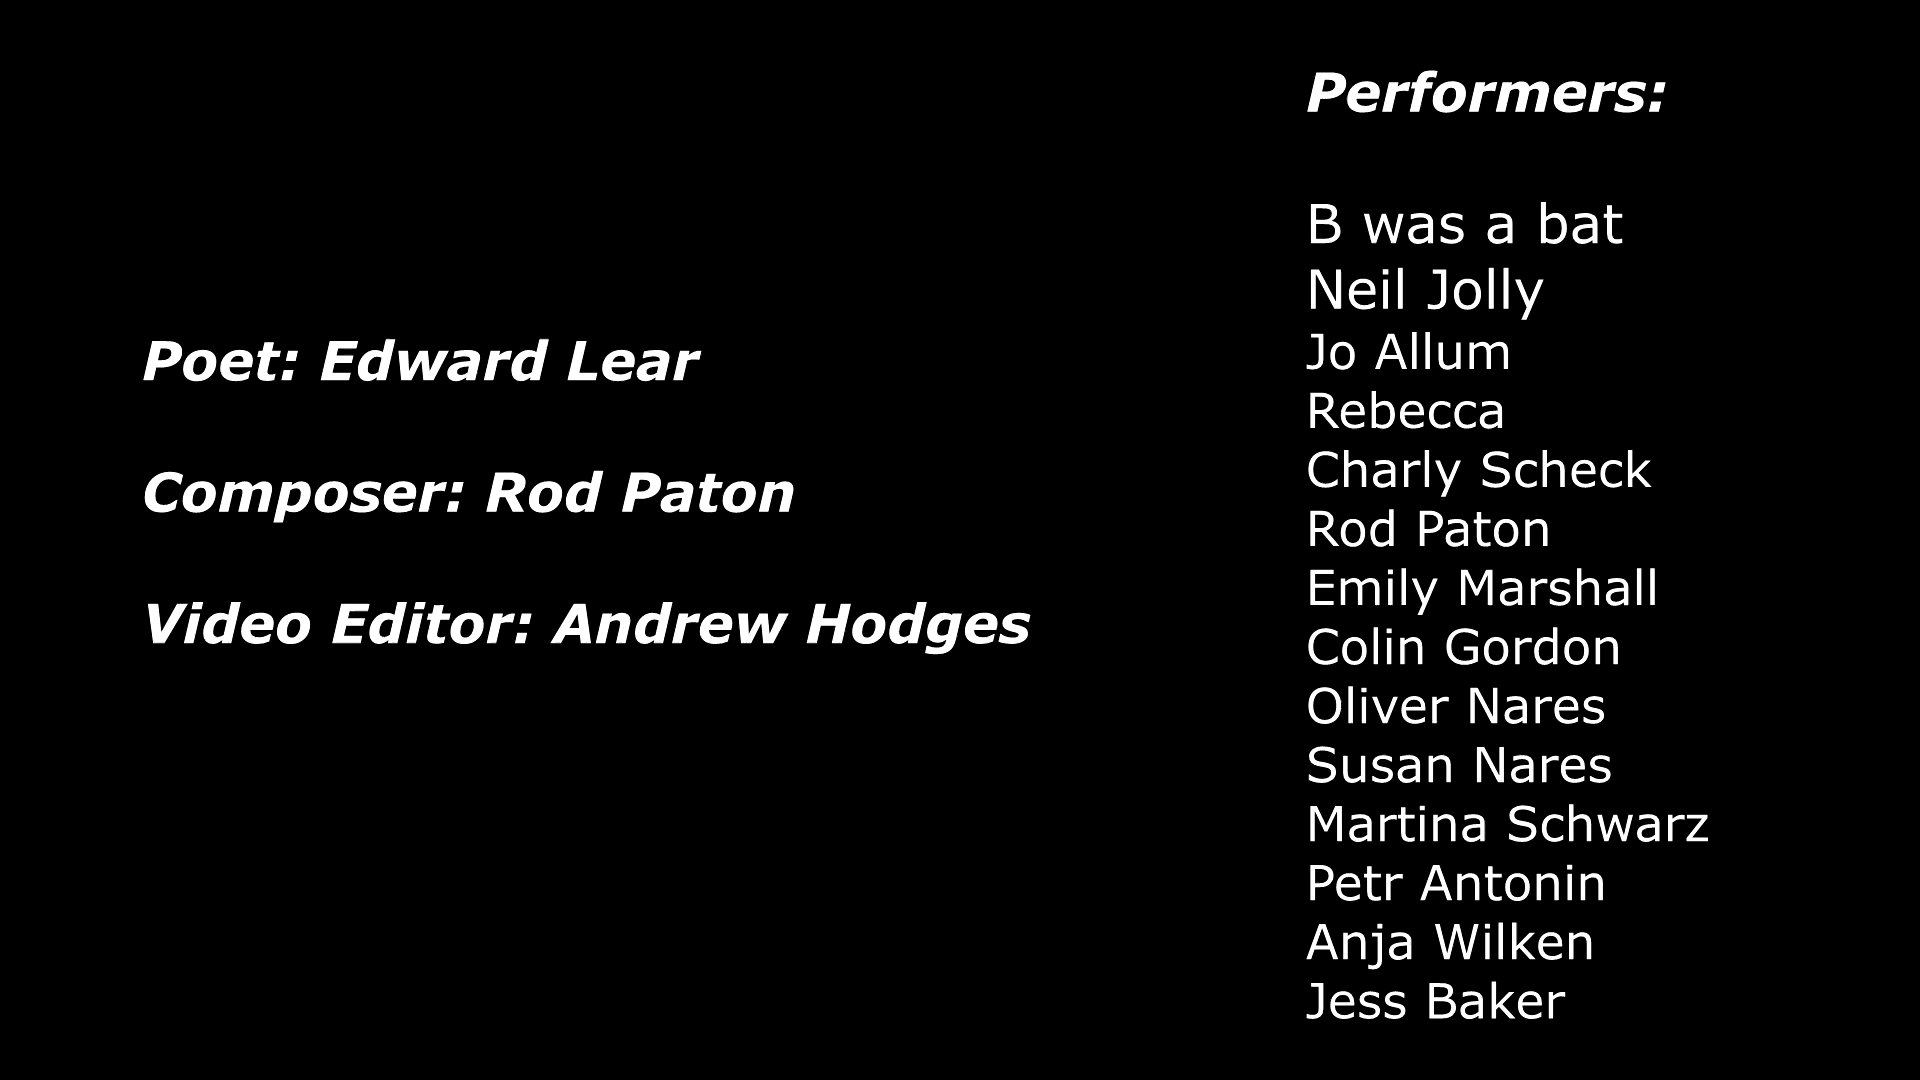 Poet: Edward Lear
Composer: Rod Paton
Video Editor: Andrew Hodges
Performers:
B was a bat
Neil Jolly
Jo Allum
Rebecca
Charly Scheck
Rod Paton
Emily Marshall
Colin Gordon
Oliver Nares
Susan Nares
Martina Schwarz
Petr Antonin
Anja Wilken
Jess Baker